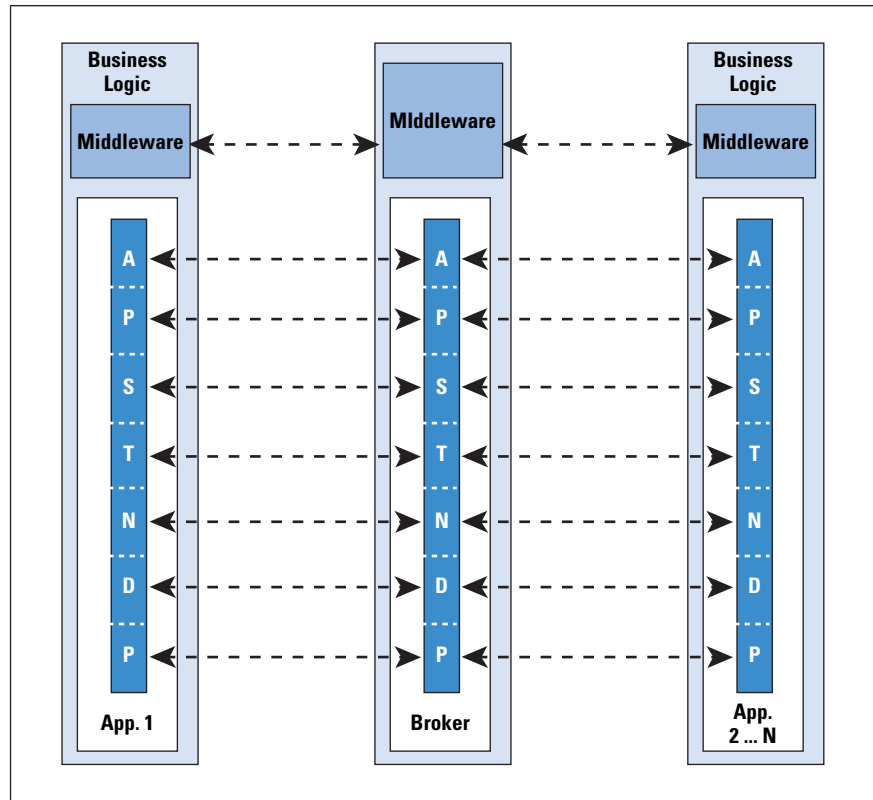 Business
Logic
Middleware
A
P
S
T
N
D
P
App. 1
MIddleware
A
P
S
T
N
D
P
Broker
Business
Logic
Middleware
A
P
S
T
N
D
P
App.
2 ... N